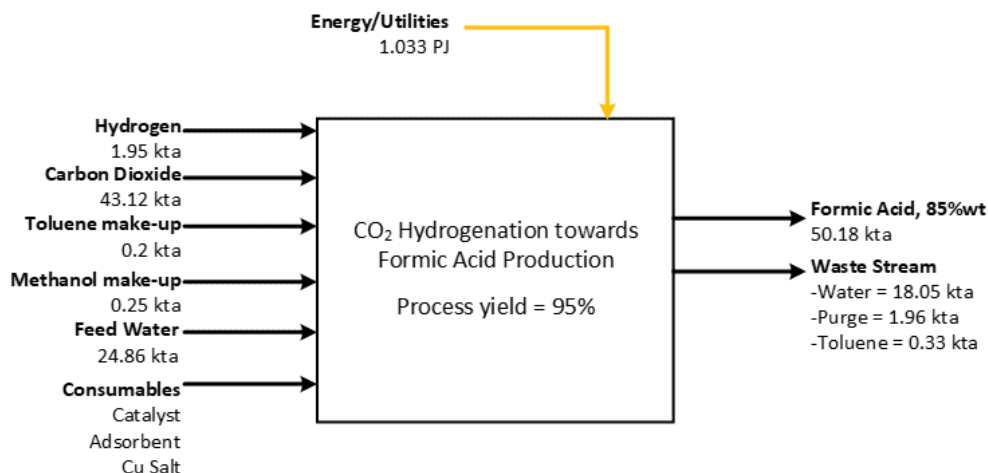 Energy/Utilities
1.033 PJ
Hydrogen
1.95 kta
Carbon Dioxide
43.12 kta
Toluene make-up
0.2 kta
Methanol make-up
0.25 kta
Feed Water
24.86 kta
Consumables
Catalyst
Adsorbent
Cu Salt
CO₂ Hydrogenation towards
Formic Acid Production
Process yield = 95%
Formic Acid, 85%wt
50.18 kta
Waste Stream
-Water = 18.05 kta
-Purge = 1.96 kta
-Toluene = 0.33 kta